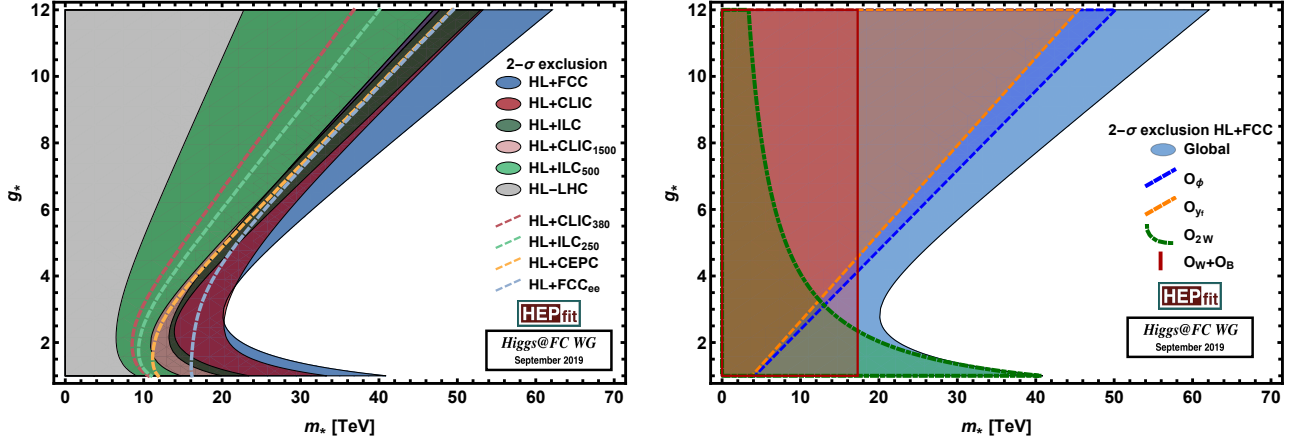 12
10
8
6
4
2
g*
0
10
20
30
40
50
60
70
m* [TeV]
2-σ exclusion
HL+FCC
HL+CLIC
HL+ILC
HL+CLIC1500
HL+ILC500
HL-LHC
HL+CLIC380
HL+ILC250
HL+CEPC
HL+FCCee
HEPfit
Higgs@FC WG
September 2019
12
10
8
6
4
2
g*
0
10
20
30
40
50
60
70
m* [TeV]
2-σ exclusion HL+FCC
Global
Oϕ
Oyt
O2W
OW+OB
HEPfit
Higgs@FC WG
September 2019